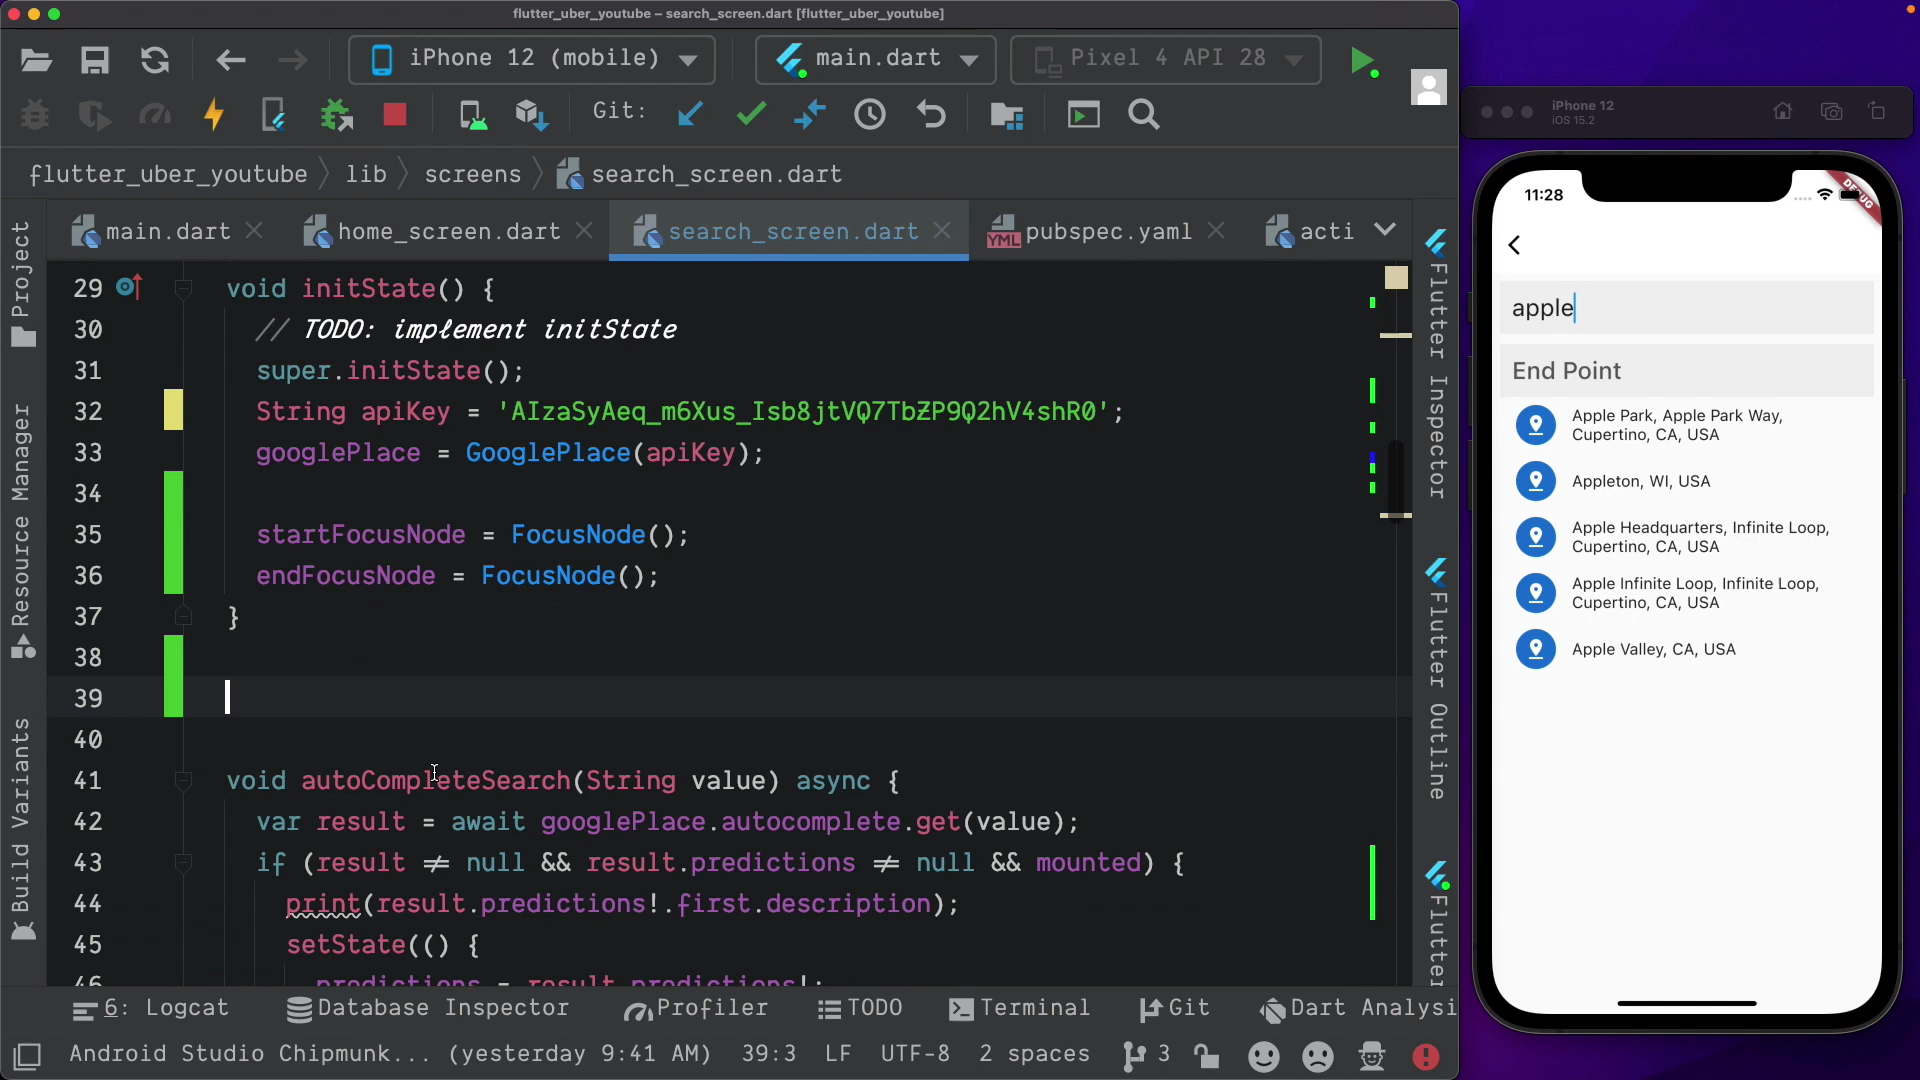 flutter_uber_youtube – search_screen.dart [flutter_uber_youtube]
iPhone 12 (mobile)
main.dart
Pixel 4 API 28
Git:
flutter_uber_youtube
lib
screens
search_screen.dart
main.dart
home_screen.dart
search_screen.dart
YML
pubspec.yaml
acti
Project
Resource Manager
Build Variants
29 void initState() {
30 // TODO: implement initState
31 super.initState();
32 String apiKey = 'AIzaSyAeq_m6Xus_Isb8jtVQ7TbZP9Q2hV4shR0';
33 googlePlace = GooglePlace(apiKey);
34
35 startFocusNode = FocusNode();
36 endFocusNode = FocusNode();
37 }
38
39
40
41 void autoCompleteSearch(String value) async {
42 var result = await googlePlace.autocomplete.get(value);
43 if (result ≠ null && result.predictions ≠ null && mounted) {
44 print(result.predictions!.first.description);
45 setState(() {
46 predictions = result.predictions!;
Flutter Inspector
Flutter Outline
Flutter
6: Logcat
Database Inspector
Profiler
TODO
Terminal
Git
Dart Analysi
Android Studio Chipmunk... (yesterday 9:41 AM)
39:3
LF
UTF-8
2 spaces
3
iPhone 12
iOS 15.2
11:28
DEBUG
apple
End Point
Apple Park, Apple Park Way,
Cupertino, CA, USA
Appleton, WI, USA
Apple Headquarters, Infinite Loop,
Cupertino, CA, USA
Apple Infinite Loop, Infinite Loop,
Cupertino, CA, USA
Apple Valley, CA, USA